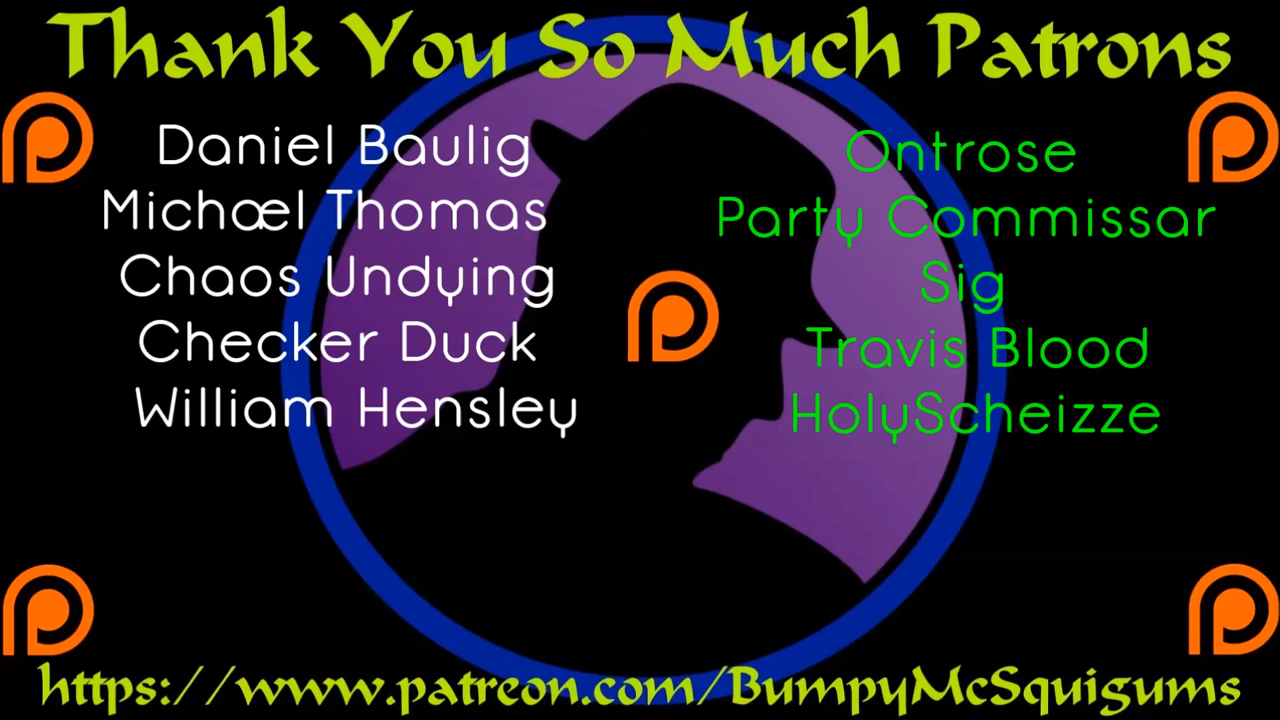 Thank You So Much Patrons
Daniel Baulig
Michael Thomas
Chaos Undying
Checker Duck
William Hensley
Ontrose
Party Commissar
Sig
Travis Blood
HolyScheizze
https://www.patreon.com/BumpyMcSquigums